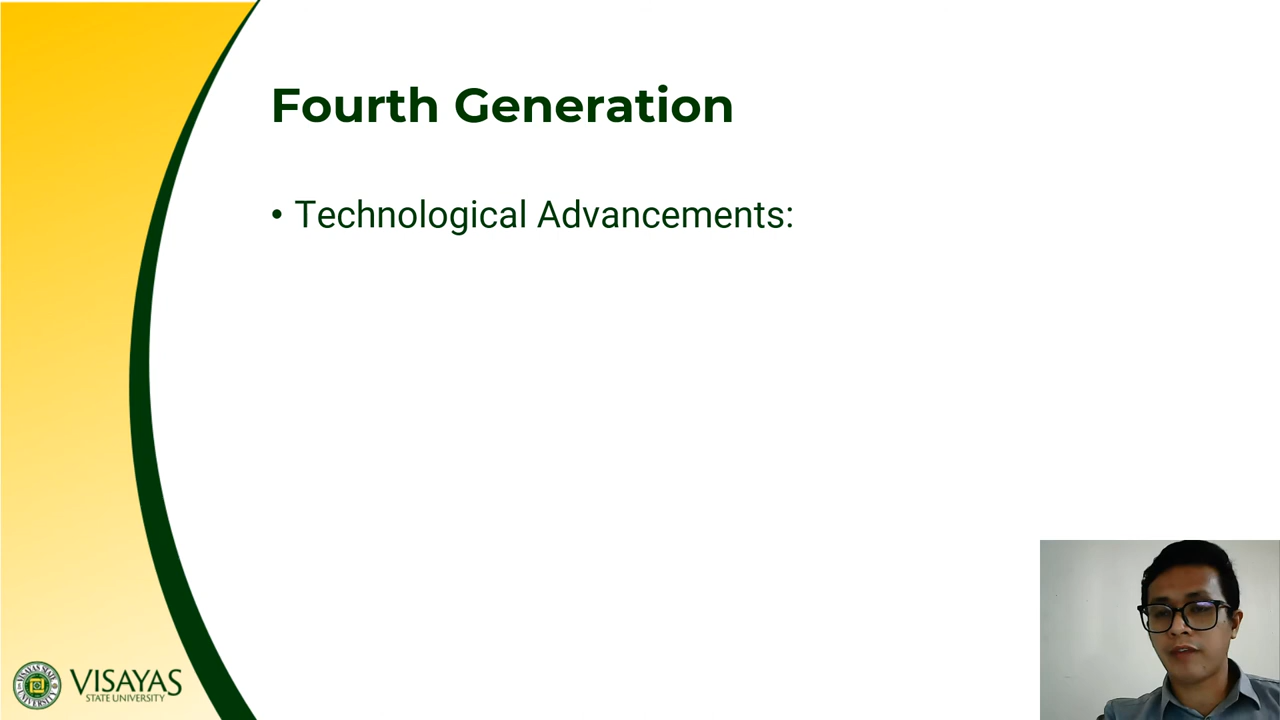 Fourth Generation
• Technological Advancements:
VISAYAS
STATE UNIVERSITY